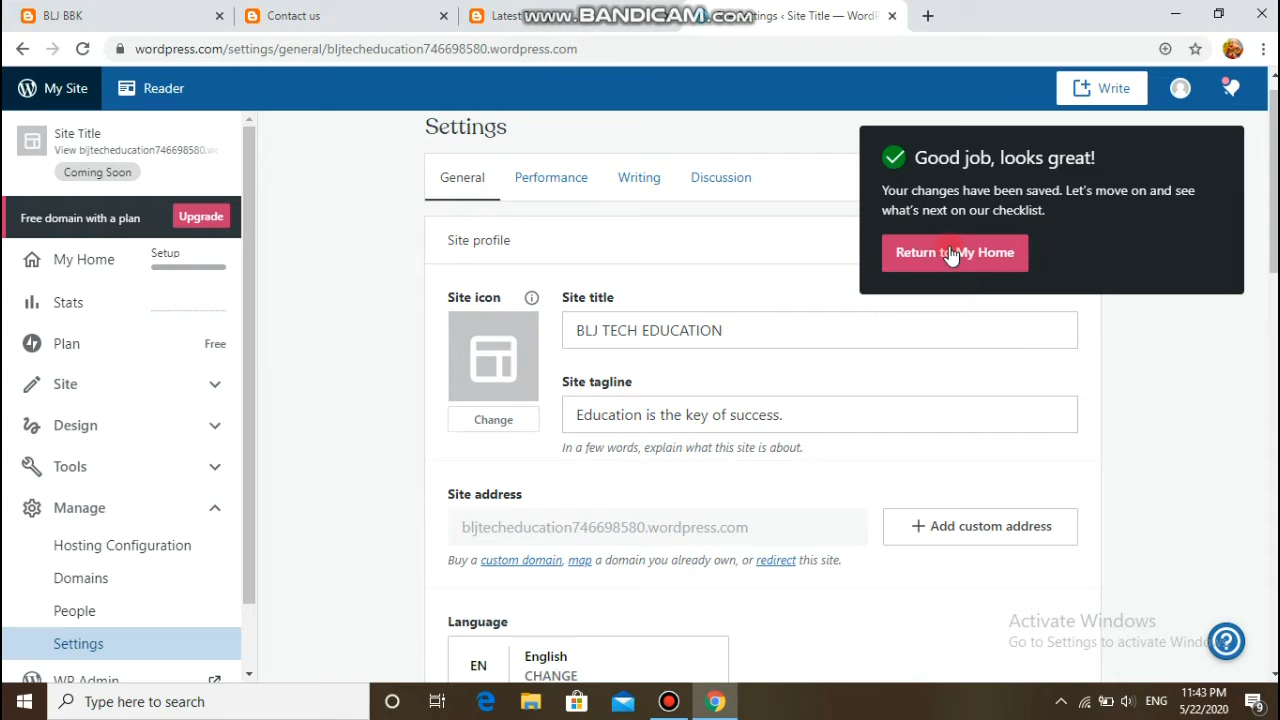 BLJ BBK
Contact us
Latest
www.BANDICAM.com
ttings ‹ Site Title — WordP
wordpress.com/settings/general/bljtecheducation746698580.wordpress.com
My Site
Reader
Write
Site Title
View bljtecheducation746698580.wo
Coming Soon
Free domain with a plan
Upgrade
My Home
Setup
Stats
Plan
Free
Site
Design
Tools
Manage
Hosting Configuration
Domains
People
Settings
WP Admin
Settings
General
Performance
Writing
Discussion
Good job, looks great!
Your changes have been saved. Let's move on and see
what's next on our checklist.
Return to My Home
Site profile
Site icon
Change
Site title
BLJ TECH EDUCATION
Site tagline
Education is the key of success.
In a few words, explain what this site is about.
Site address
bljtecheducation746698580.wordpress.com
+ Add custom address
Buy a custom domain, map a domain you already own, or redirect this site.
Language
EN
English
CHANGE
Activate Windows
Go to Settings to activate Windows.
Type here to search
ENG
11:43 PM
5/22/2020
9